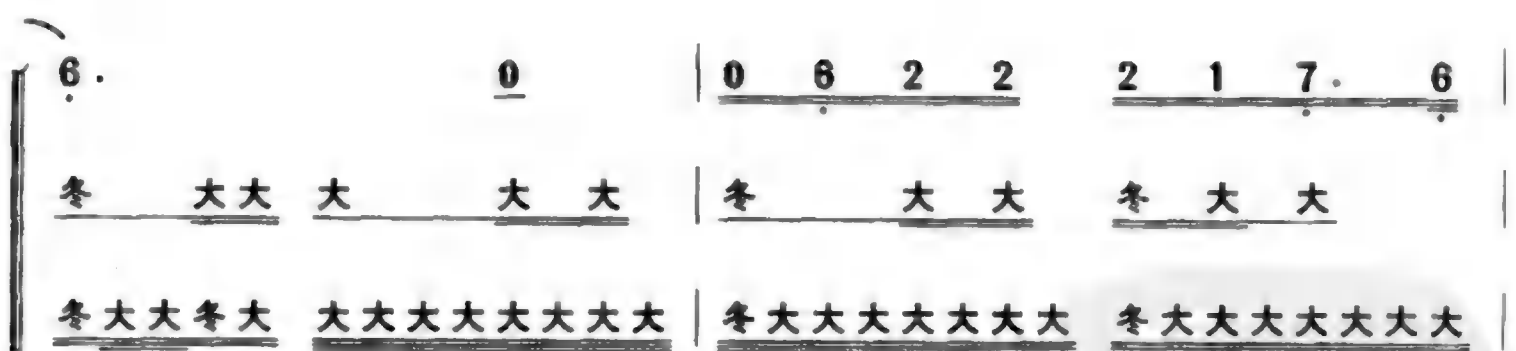 6. 0 | 0 6 2 2 2 1 7. 6 |
冬 大大 大 大 大 | 冬 大 大 冬 大 大 |
冬大大冬大 大大大大大大大大 | 冬大大大大大大大 冬大大大大大大大 |